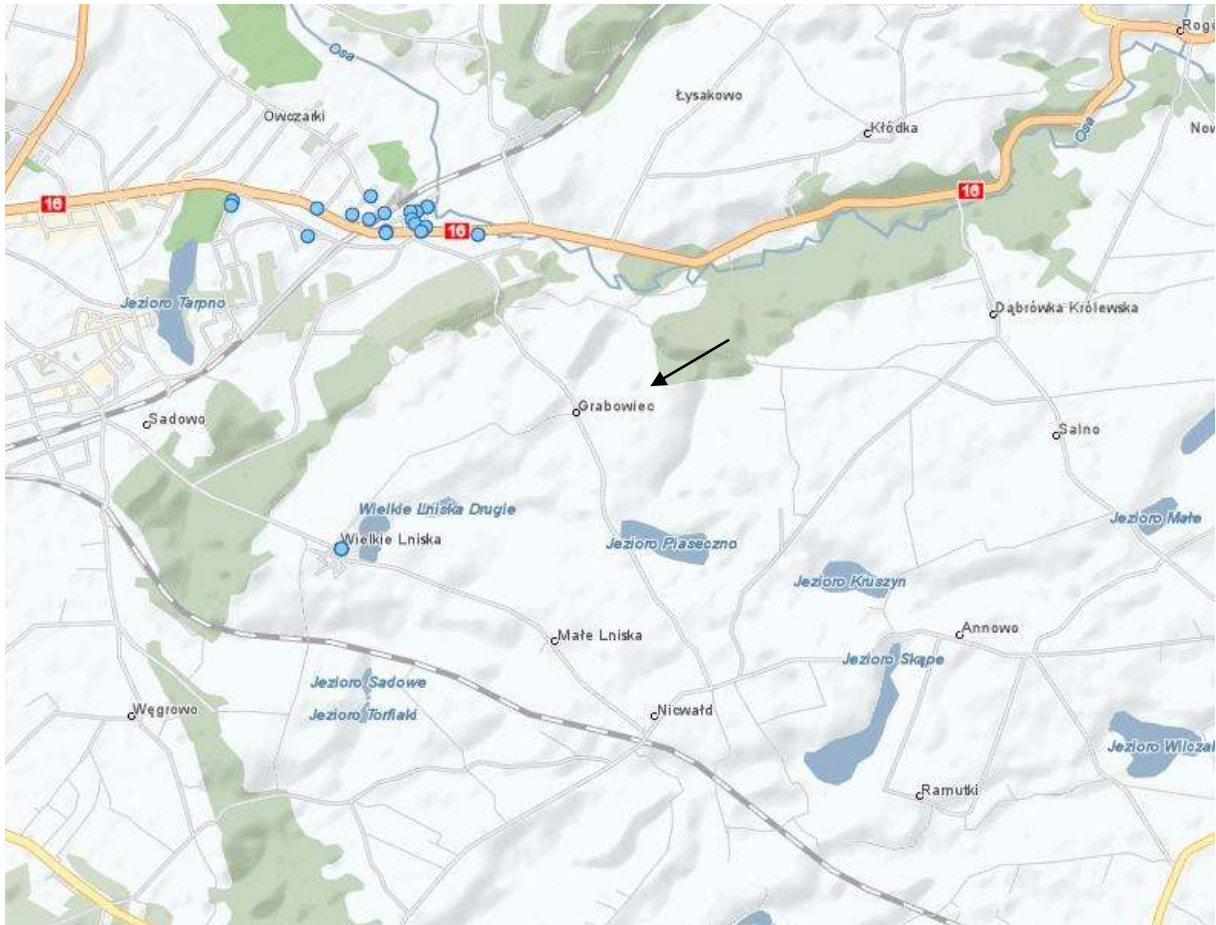 Rogó
Osa
Łysakowo
Owczarki
Kłódka
Osa
Now
16
16
16
Jezioro Tarpno
Dąbrówka Królewska
Grabowiec
Sadowo
Salno
Wielkie Lniska Drugie
Jezioro Małe
Wielkie Lniska
Jezioro Piaseczno
Jezioro Kruszyn
Małe Lniska
Annowo
Jezioro Skąpe
Jezioro Sadowe
Węgrowo
Jezioro Torfiaki
Nicwałd
Jezioro Wilczak
Ramutki